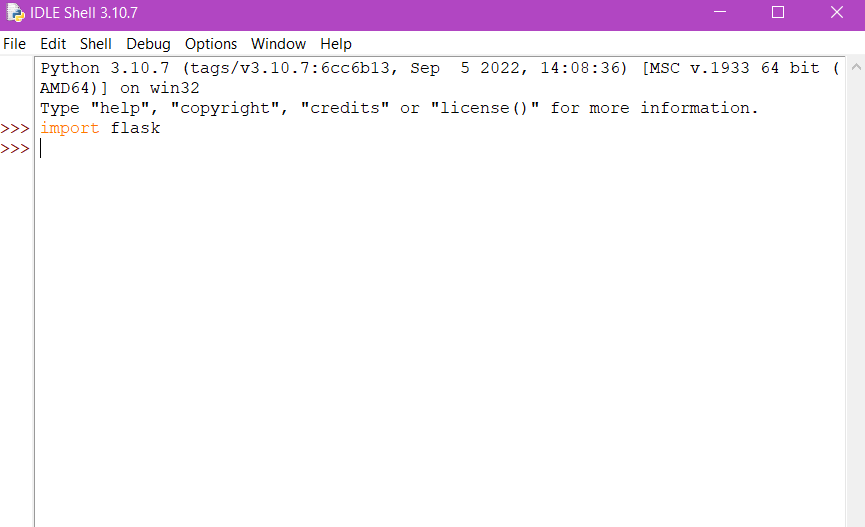 IDLE Shell 3.10.7
File Edit Shell Debug Options Window Help
Python 3.10.7 (tags/v3.10.7:6cc6b13, Sep  5 2022, 14:08:36) [MSC v.1933 64 bit (
AMD64)] on win32
Type "help", "copyright", "credits" or "license()" for more information.
>>> import flask
>>>